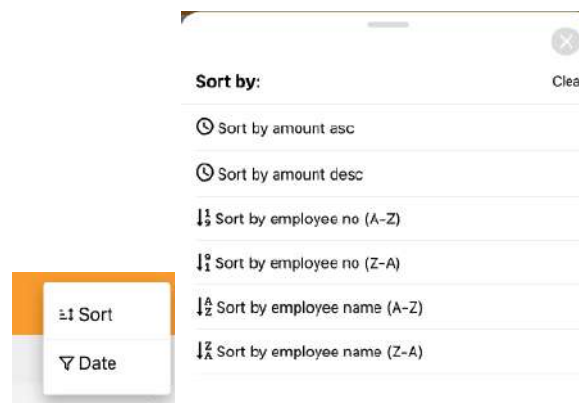 Sort by:
Clea
Sort by amount asc
Sort by amount desc
Sort by employee no (A-Z)
Sort by employee no (Z-A)
Sort by employee name (A-Z)
Sort by employee name (Z-A)
Sort
Date